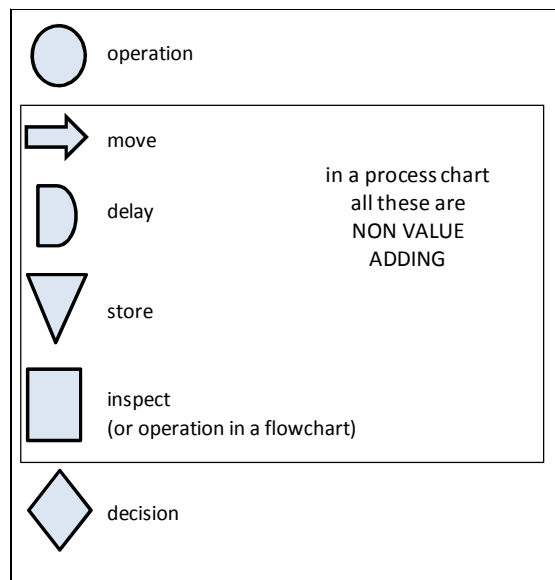 operation
move
in a process chart
all these are
NON VALUE
ADDING
delay
store
inspect
(or operation in a flowchart)
decision